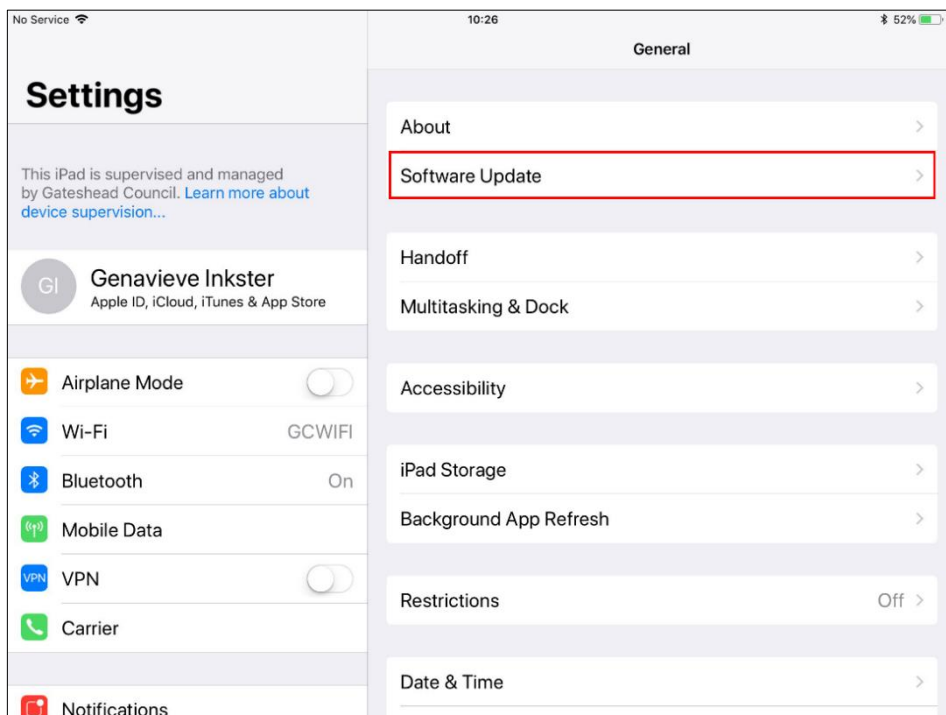 No Service
10:26
52%
Settings
This iPad is supervised and managed
by Gateshead Council. Learn more about
device supervision...
GI
Genavieve Inkster
Apple ID, iCloud, iTunes & App Store
Airplane Mode
Wi-Fi GCWIFI
Bluetooth On
Mobile Data
VPN VPN
Carrier
Notifications
General
About
Software Update
Handoff
Multitasking & Dock
Accessibility
iPad Storage
Background App Refresh
Restrictions Off
Date & Time